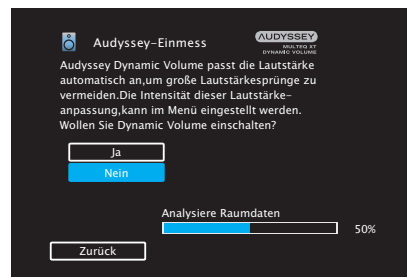 Audyssey-Einmess
AUDYSSEY
MULTEQ XT
DYNAMIC VOLUME
Audyssey Dynamic Volume passt die Lautstärke
automatisch an,um große Lautstärkesprünge zu
vermeiden.Die Intensität dieser Lautstärke-
anpassung,kann im Menü eingestellt werden.
Wollen Sie Dynamic Volume einschalten?
Ja
Nein
Analysiere Raumdaten
50%
Zurück